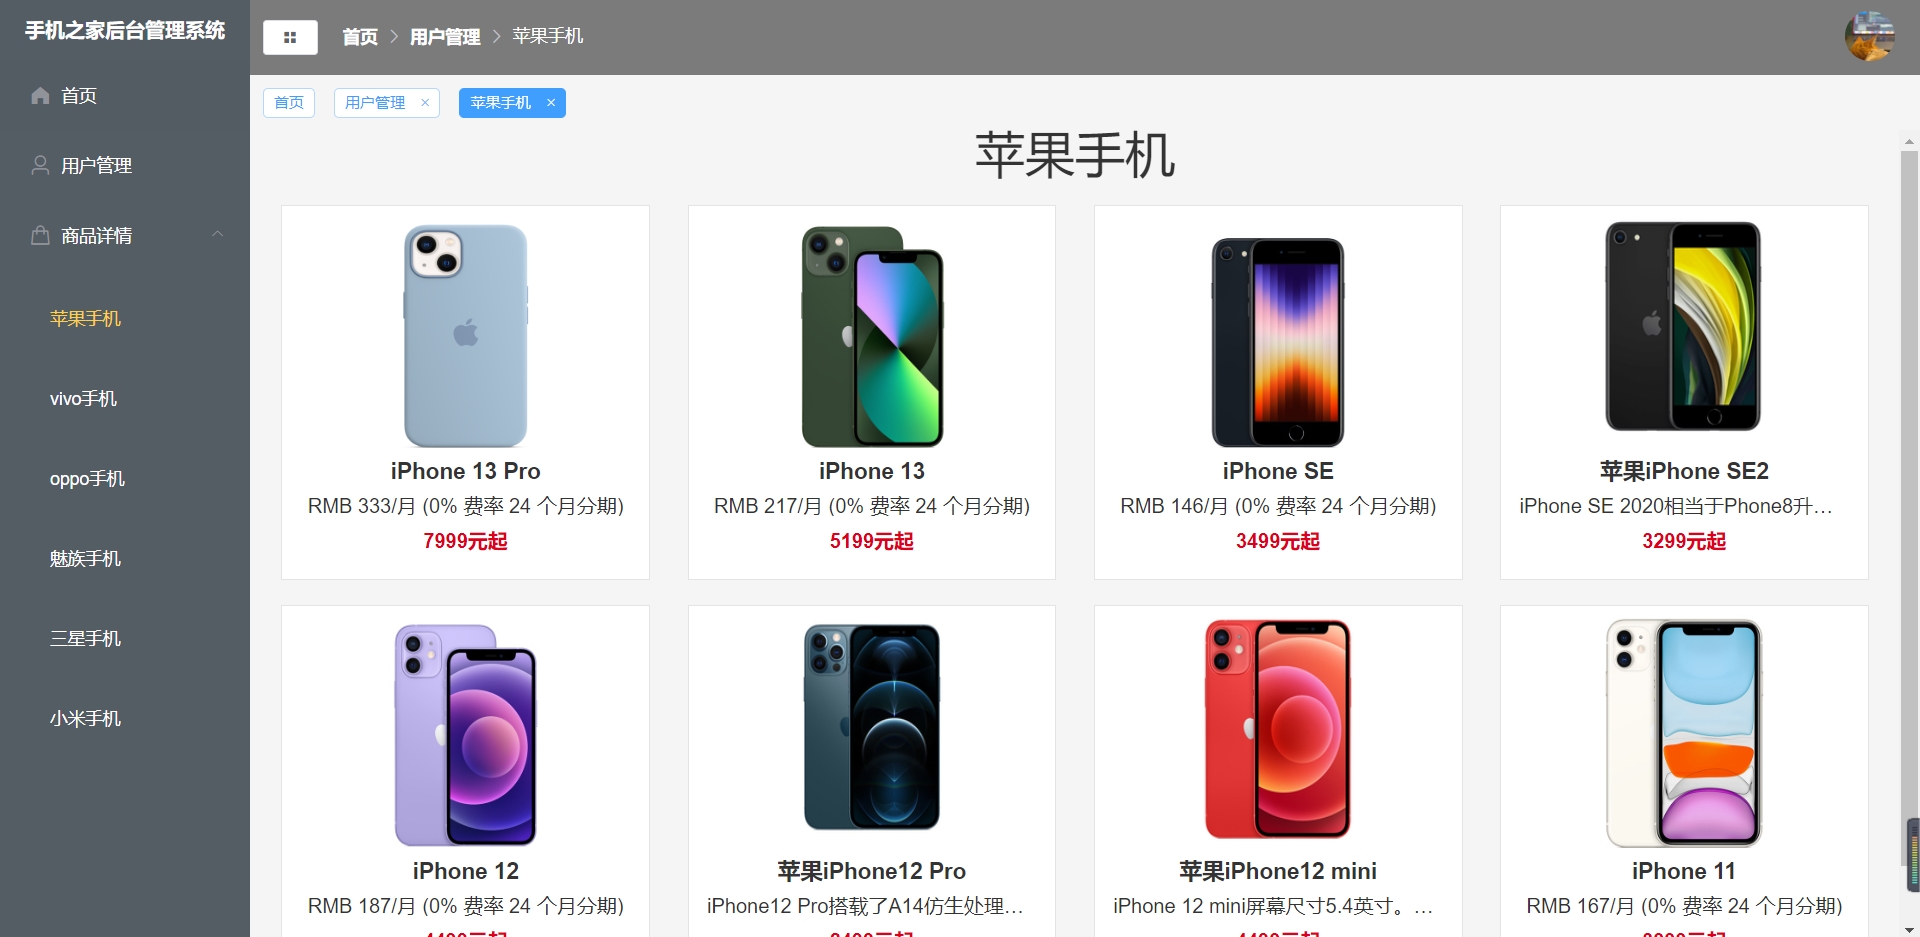 手机之家后台管理系统
首页
用户管理
商品详情
苹果手机
vivo手机
oppo手机
魅族手机
三星手机
小米手机
首页 > 用户管理 > 苹果手机
首页 用户管理 × 苹果手机 ×
苹果手机
iPhone 13 Pro
RMB 333/月 (0% 费率 24 个月分期)
7999元起
iPhone 13
RMB 217/月 (0% 费率 24 个月分期)
5199元起
iPhone SE
RMB 146/月 (0% 费率 24 个月分期)
3499元起
苹果iPhone SE2
iPhone SE 2020相当于Phone8升...
3299元起
iPhone 12
RMB 187/月 (0% 费率 24 个月分期)
苹果iPhone12 Pro
iPhone12 Pro搭载了A14仿生处理...
苹果iPhone12 mini
iPhone 12 mini屏幕尺寸5.4英寸。...
iPhone 11
RMB 167/月 (0% 费率 24 个月分期)